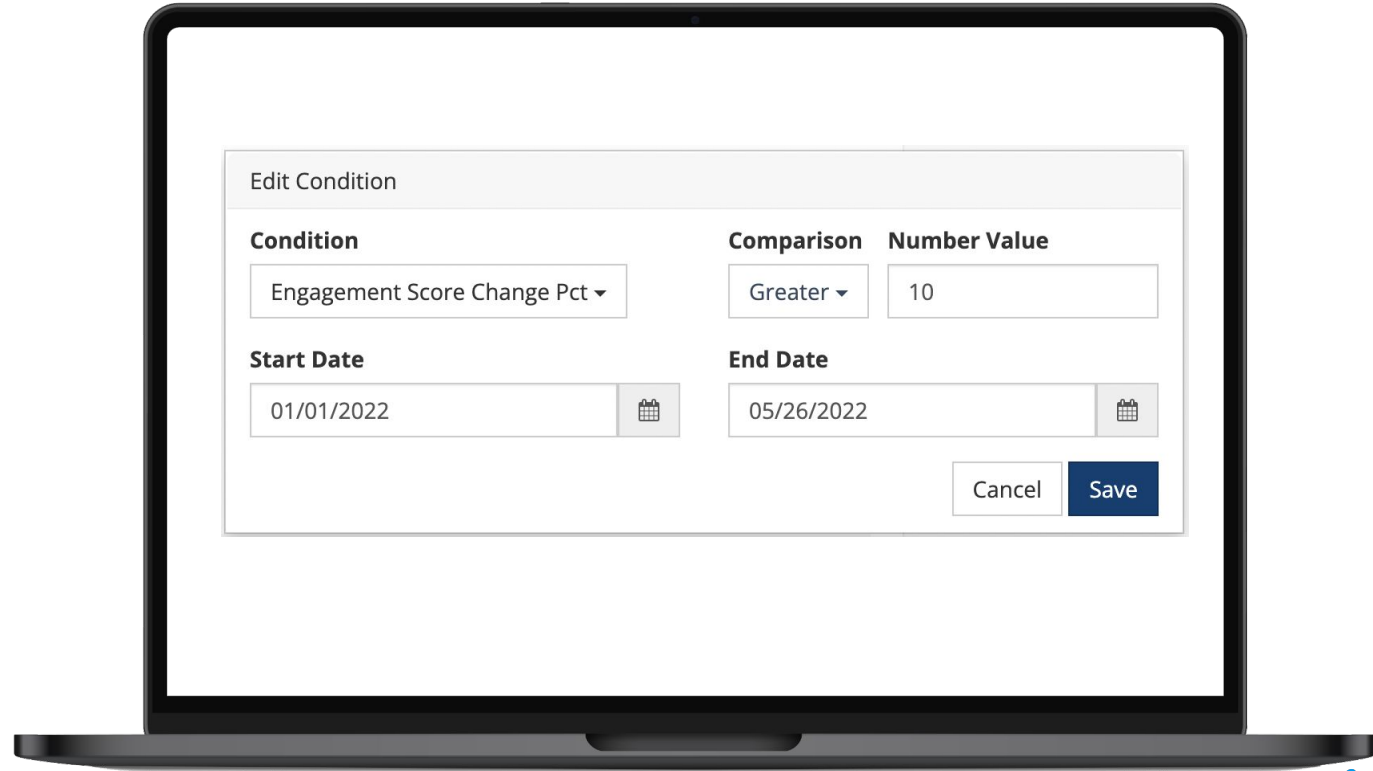 Edit Condition
Condition Comparison Number Value
Engagement Score Change Pct Greater 10
Start Date End Date
01/01/2022 05/26/2022
Cancel Save